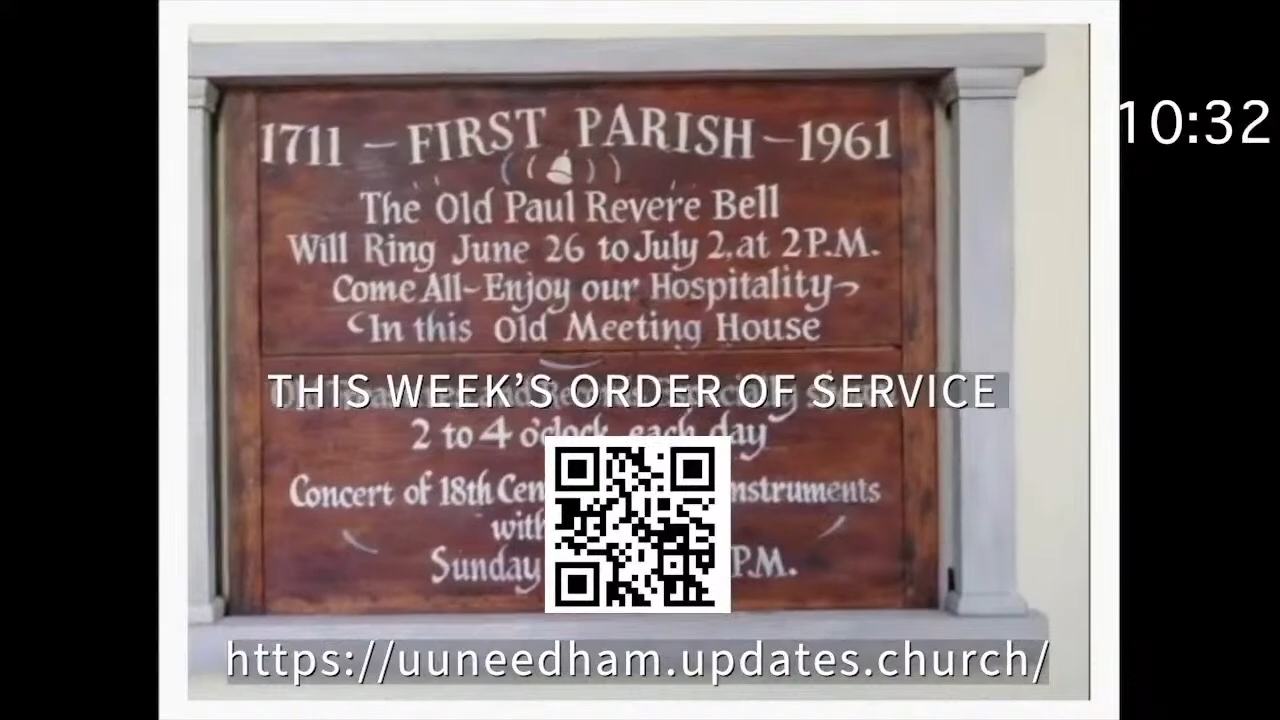 1711 – FIRST PARISH – 1961
10:32
The Old Paul Revere Bell
Will Ring June 26 to July 2, at 2 P.M.
Come All ~ Enjoy our Hospitality
In this Old Meeting House
THIS WEEK'S ORDER OF SERVICE
2 to 4 o'clock each day
Concert of 18th nstruments
with
Sunday P.M.
https://uuneedham.updates.church/